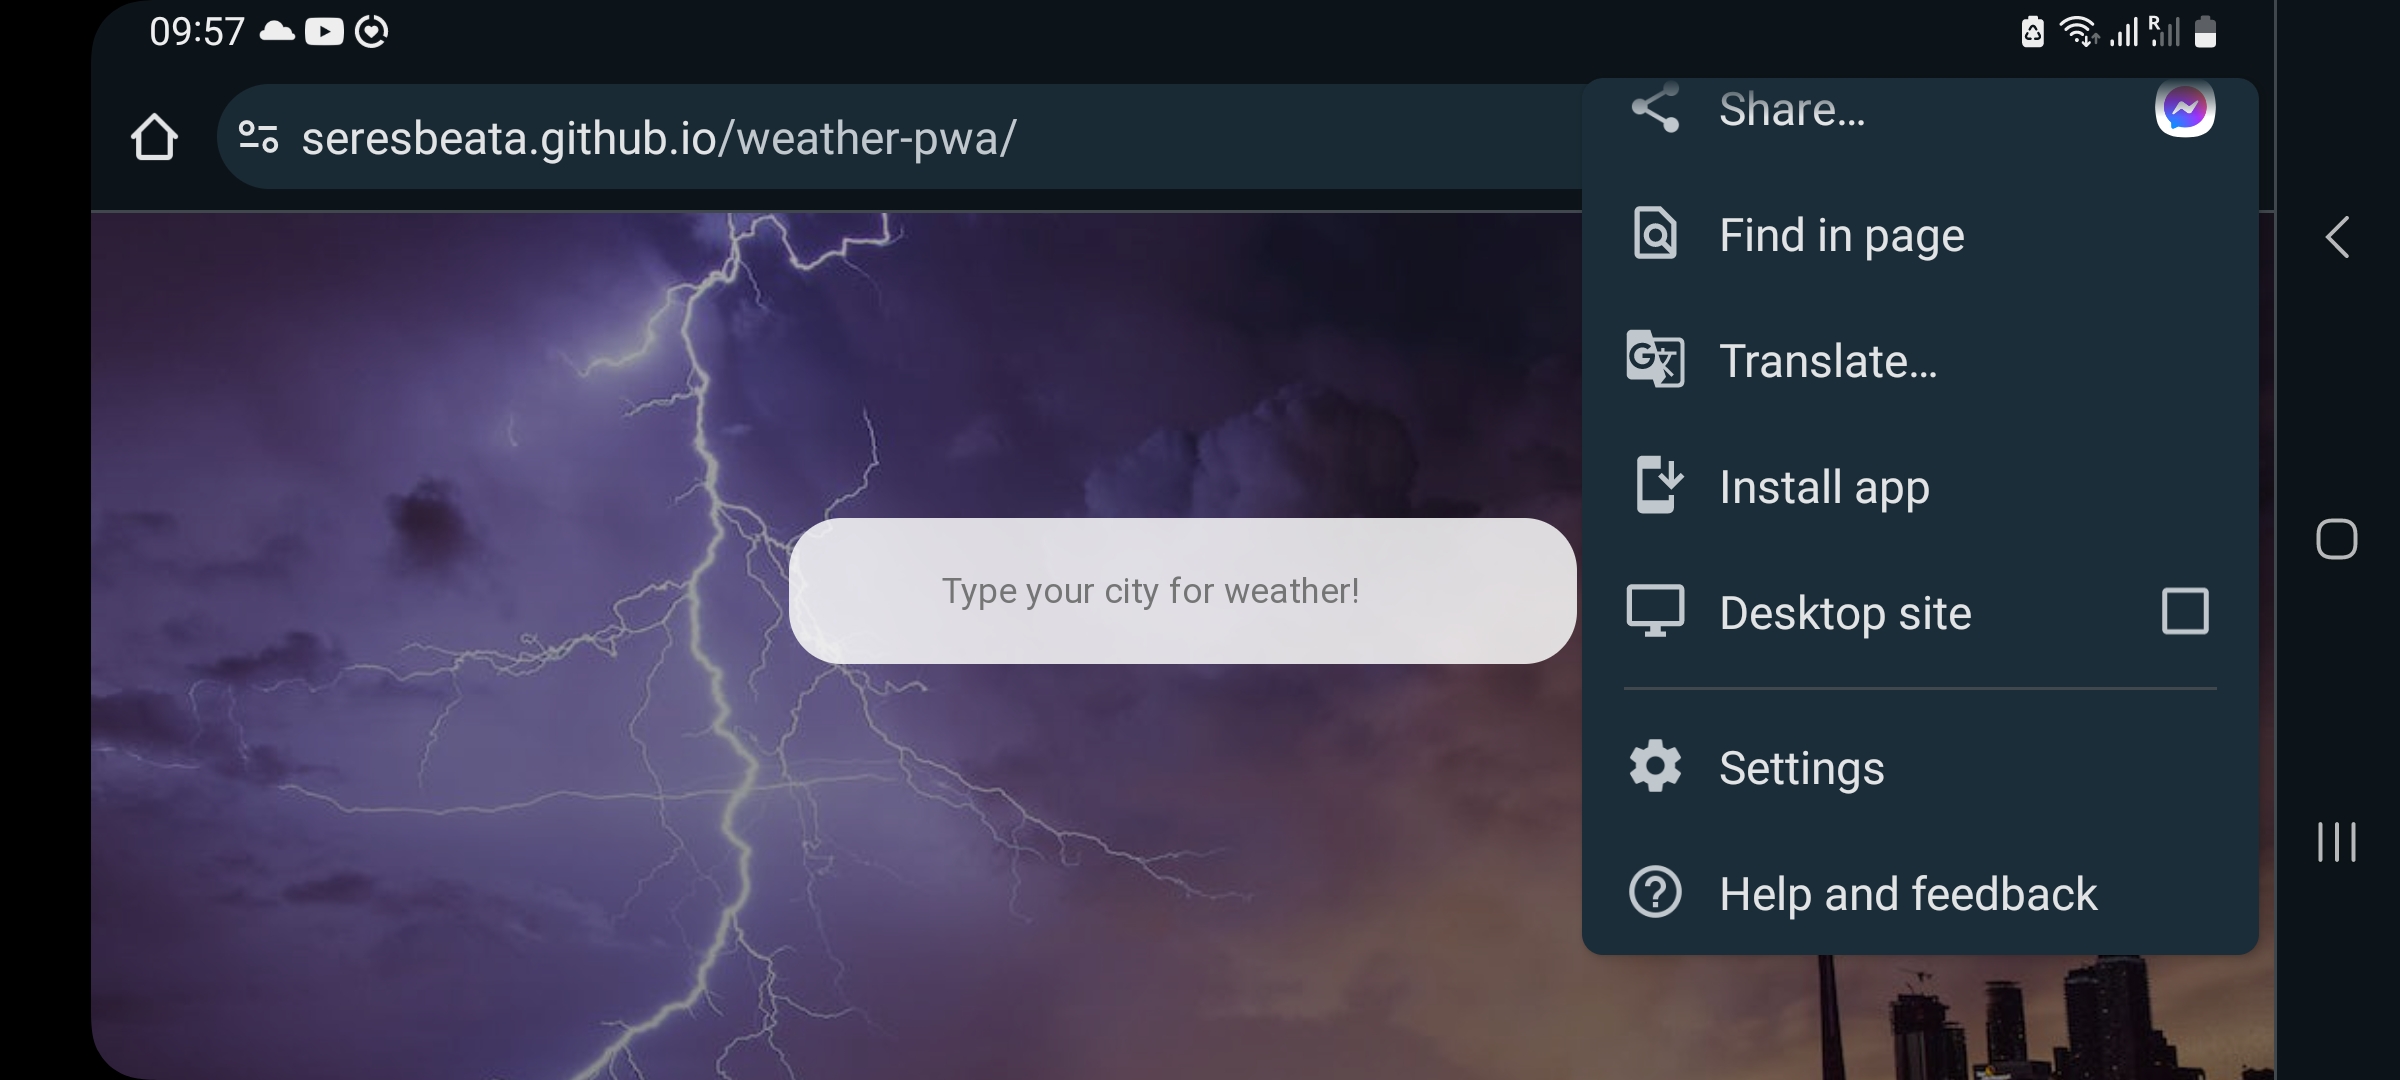 09:57
R
seresbeata.github.io/weather-pwa/
Share…
Find in page
Translate…
Install app
Type your city for weather!
Desktop site
Settings
Help and feedback